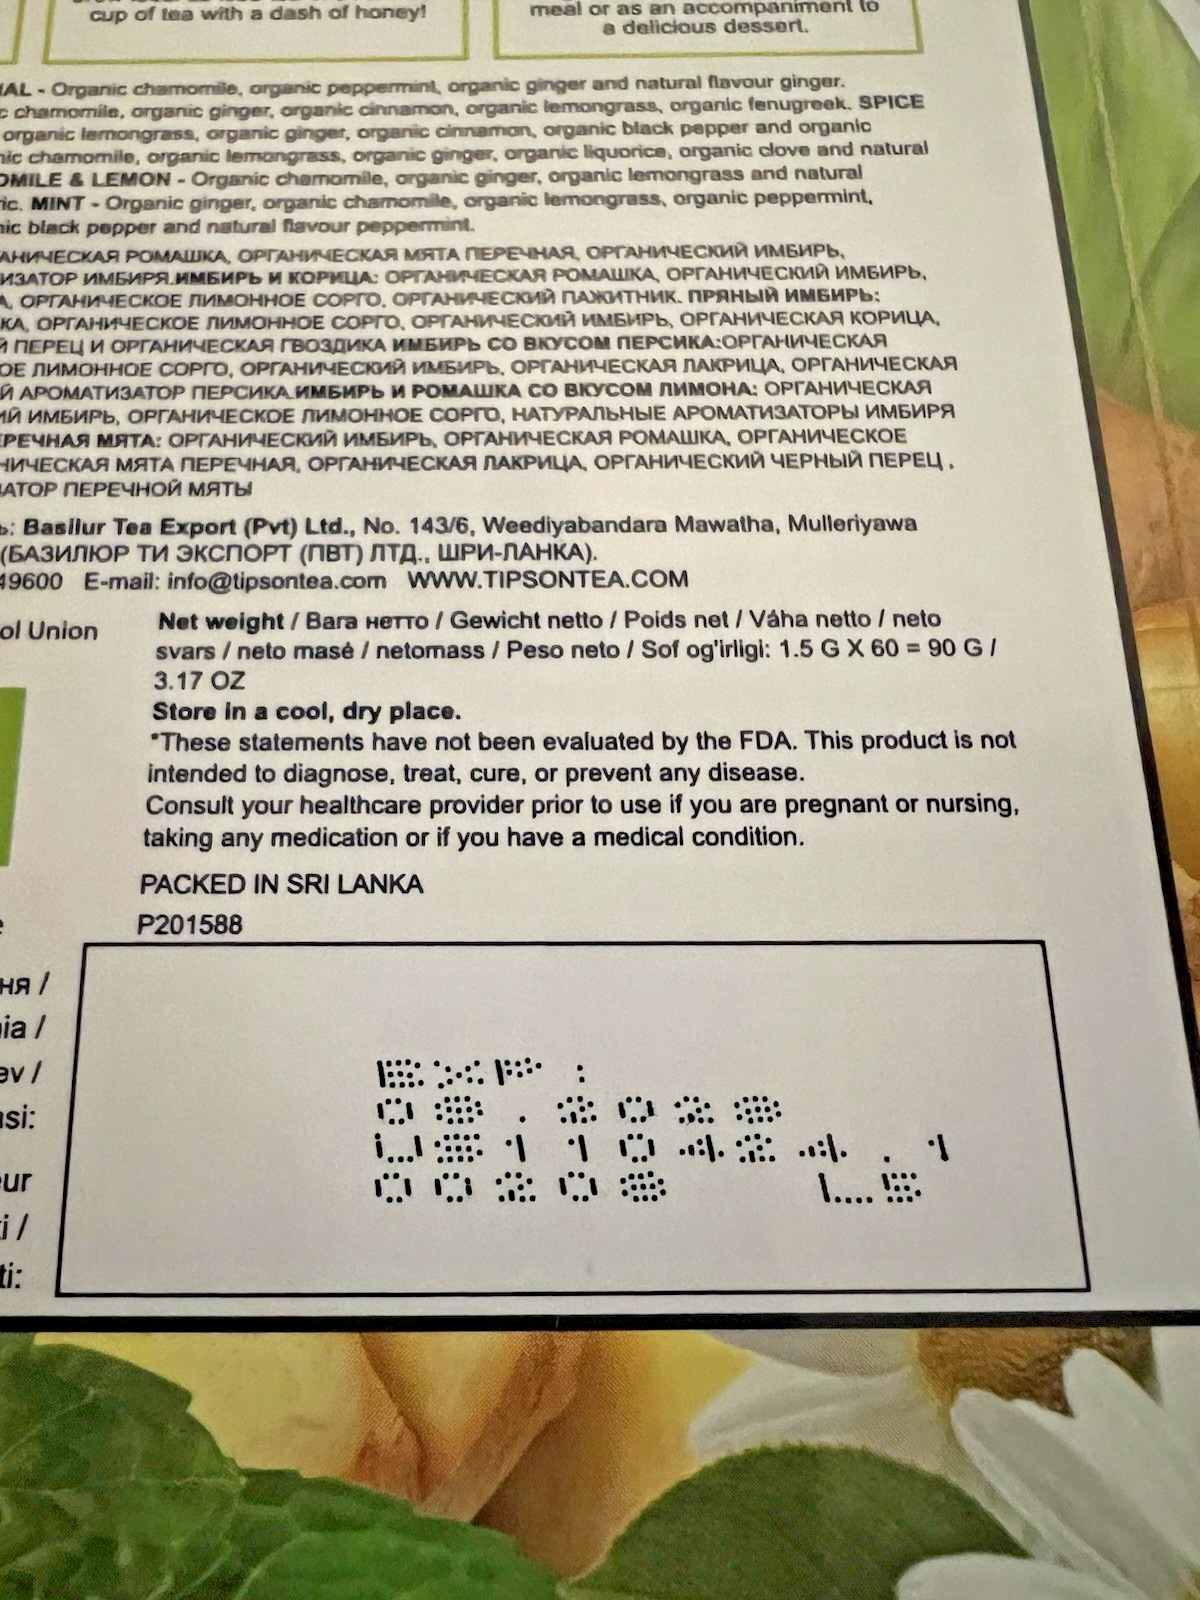 cup of tea with a dash of honey!
meal or as an accompaniment to
a delicious dessert.
AL - Organic chamomile, organic peppermint, organic ginger and natural flavour ginger.
c chamomile, organic ginger, organic cinnamon, organic lemongrass, organic fenugreek. SPICE
organic lemongrass, organic ginger, organic cinnamon, organic black pepper and organic
nic chamomile, organic lemongrass, organic ginger, organic liquorice, organic clove and natural
OMILE & LEMON - Organic chamomile, organic ginger, organic lemongrass and natural
ric. MINT - Organic ginger, organic chamomile, organic lemongrass, organic peppermint,
nic black pepper and natural flavour peppermint.
АНИЧЕСКАЯ РОМАШКА, ОРГАНИЧЕСКАЯ МЯТА ПЕРЕЧНАЯ, ОРГАНИЧЕСКИЙ ИМБИРЬ,
ИЗАТОР ИМБИРЯ.ИМБИРЬ И КОРИЦА: ОРГАНИЧЕСКАЯ РОМАШКА, ОРГАНИЧЕСКИЙ ИМБИРЬ,
А, ОРГАНИЧЕСКОЕ ЛИМОННОЕ СОРГО, ОРГАНИЧЕСКИЙ ПАЖИТНИК. ПРЯНЫЙ ИМБИРЬ:
КА, ОРГАНИЧЕСКОЕ ЛИМОННОЕ СОРГО, ОРГАНИЧЕСКИЙ ИМБИРЬ, ОРГАНИЧЕСКАЯ КОРИЦА,
Й ПЕРЕЦ И ОРГАНИЧЕСКАЯ ГВОЗДИКА ИМБИРЬ СО ВКУСОМ ПЕРСИКА:ОРГАНИЧЕСКАЯ
ОЕ ЛИМОННОЕ СОРГО, ОРГАНИЧЕСКИЙ ИМБИРЬ, ОРГАНИЧЕСКАЯ ЛАКРИЦА, ОРГАНИЧЕСКАЯ
Й АРОМАТИЗАТОР ПЕРСИКА.ИМБИРЬ И РОМАШКА СО ВКУСОМ ЛИМОНА: ОРГАНИЧЕСКАЯ
ИЙ ИМБИРЬ, ОРГАНИЧЕСКОЕ ЛИМОННОЕ СОРГО, НАТУРАЛЬНЫЕ АРОМАТИЗАТОРЫ ИМБИРЯ
ЕРЕЧНАЯ МЯТА: ОРГАНИЧЕСКИЙ ИМБИРЬ, ОРГАНИЧЕСКАЯ РОМАШКА, ОРГАНИЧЕСКОЕ
НИЧЕСКАЯ МЯТА ПЕРЕЧНАЯ, ОРГАНИЧЕСКАЯ ЛАКРИЦА, ОРГАНИЧЕСКИЙ ЧЕРНЫЙ ПЕРЕЦ ,
АТОР ПЕРЕЧНОЙ МЯТЫ
ь: Basilur Tea Export (Pvt) Ltd., No. 143/6, Weediyabandara Mawatha, Mulleriyawa
(БАЗИЛЮР ТИ ЭКСПОРТ (ПВТ) ЛТД., ШРИ-ЛАНКА).
49600 E-mail: info@tipsontea.com WWW.TIPSONTEA.COM
ol Union
Net weight / Вага нетто / Gewicht netto / Poids net / Váha netto / neto
svars / neto masė / netomass / Peso neto / Sof og'irligi: 1.5 G X 60 = 90 G /
3.17 OZ
Store in a cool, dry place.
*These statements have not been evaluated by the FDA. This product is not
intended to diagnose, treat, cure, or prevent any disease.
Consult your healthcare provider prior to use if you are pregnant or nursing,
taking any medication or if you have a medical condition.
PACKED IN SRI LANKA
P201588
ня /
nia /
ev /
asi:
eur
ti:
EXP: